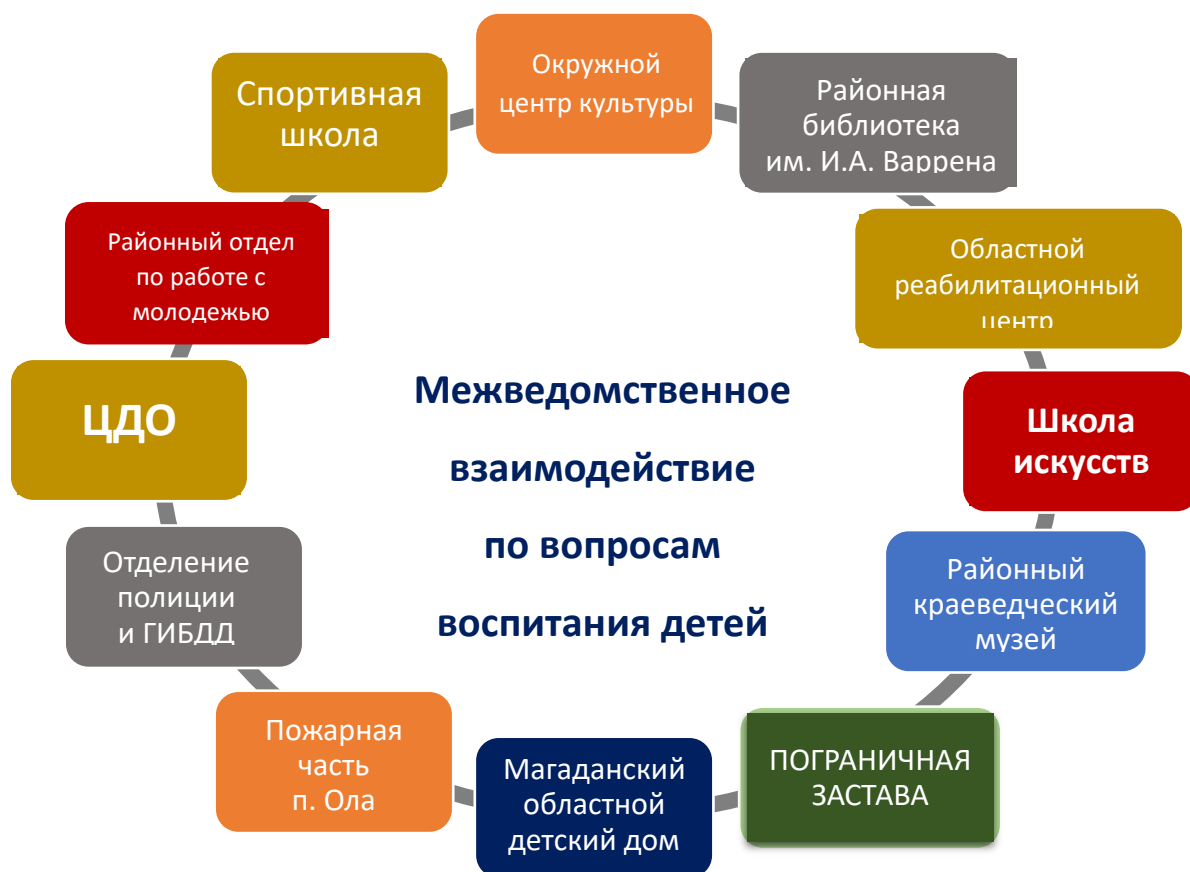 Окружной
центр культуры
Районная
библиотека
им. И.А. Варрена
Областной
реабилитационный
центр
Школа
искусств
Районный
краеведческий
музей
ПОГРАНИЧНАЯ
ЗАСТАВА
Магаданский
областной
детский дом
Пожарная
часть
п. Ола
Отделение
полиции
и ГИБДД
ЦДО
Районный отдел
по работе с
молодежью
Спортивная
школа
Межведомственное
взаимодействие
по вопросам
воспитания детей